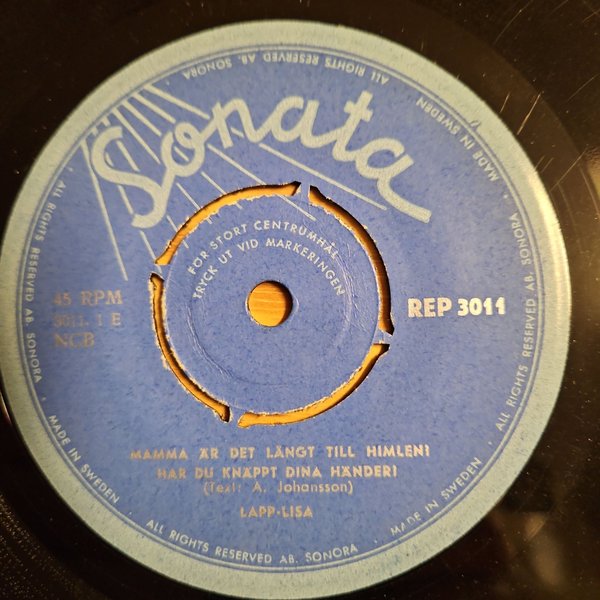 Sonata
FÖR STORT CENTRUMHÅL
TRYCK UT VID MARKERINGEN
45 RPM
3011. 1 E
NCB
REP 3011
MAMMA ÄR DET LÅNGT TILL HIMLEN?
HAR DU KNÄPPT DINA HÄNDER?
(Text: A. Johansson)
LAPP-LISA
ALL RIGHTS RESERVED AB. SONORA
MADE IN SWEDEN
ALL RIGHTS RESERVED AB. SONORA
MADE IN SWEDEN
ALL RIGHTS RESERVED AB. SONORA
MADE IN SWEDEN
ALL RIGHTS RESERVED AB. SONORA
MADE IN SWEDEN
ALL RIGHTS RESERVED AB. SONORA